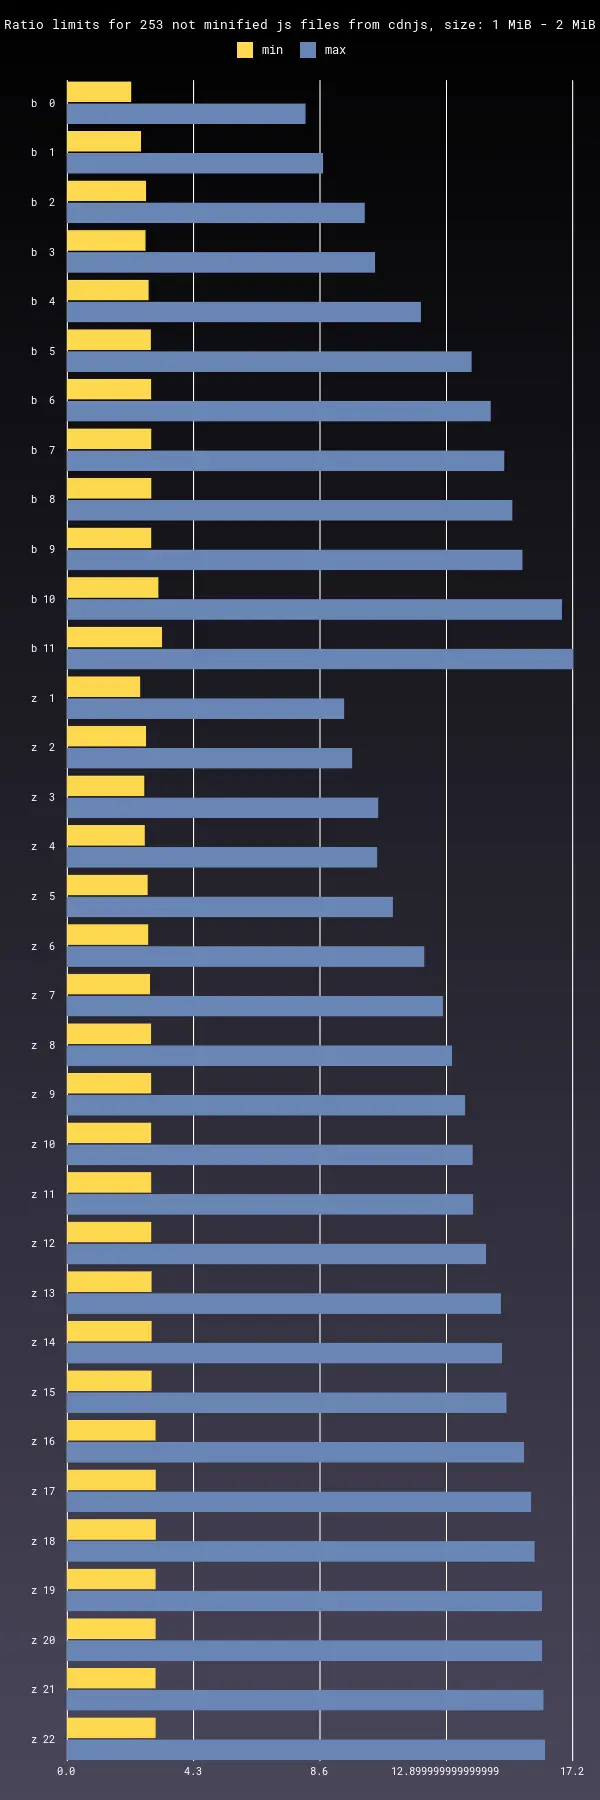 Ratio limits for 253 not minified js files from cdnjs, size: 1 MiB - 2 MiB
min max
b 0
b 1
b 2
b 3
b 4
b 5
b 6
b 7
b 8
b 9
b 10
b 11
z 1
z 2
z 3
z 4
z 5
z 6
z 7
z 8
z 9
z 10
z 11
z 12
z 13
z 14
z 15
z 16
z 17
z 18
z 19
z 20
z 21
z 22
0.0 4.3 8.6 12.899999999999999 17.2